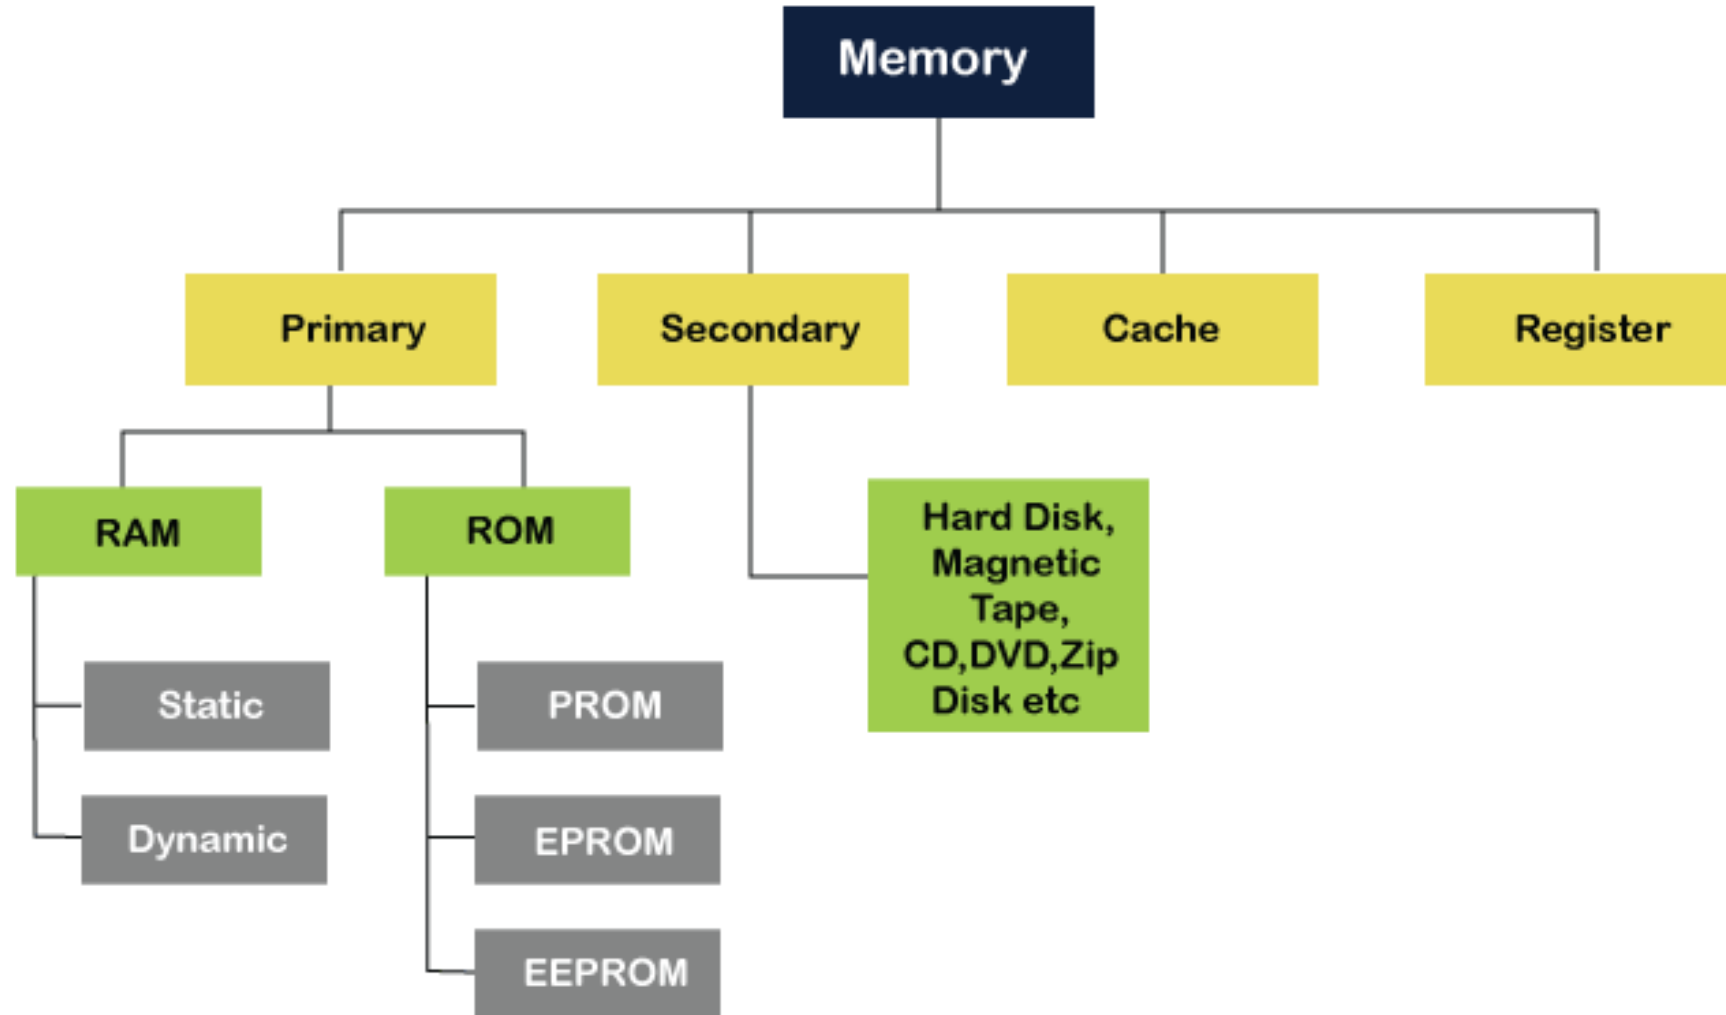 Memory
Primary
Secondary
Cache
Register
RAM
ROM
Hard Disk,
Magnetic
Tape,
CD,DVD,Zip
Disk etc
Static
PROM
Dynamic
EPROM
EEPROM